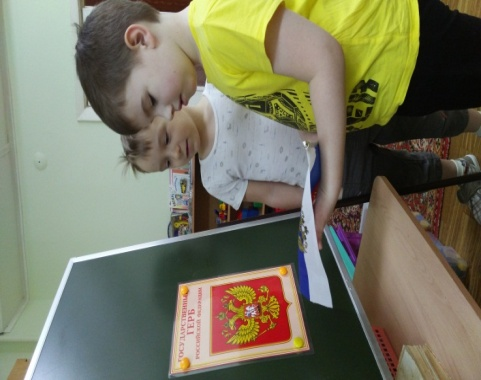 ГОСУДАРСТВЕННЫЙ
ГЕРБ
РОССИЙСКОЙ ФЕДЕРАЦИИ